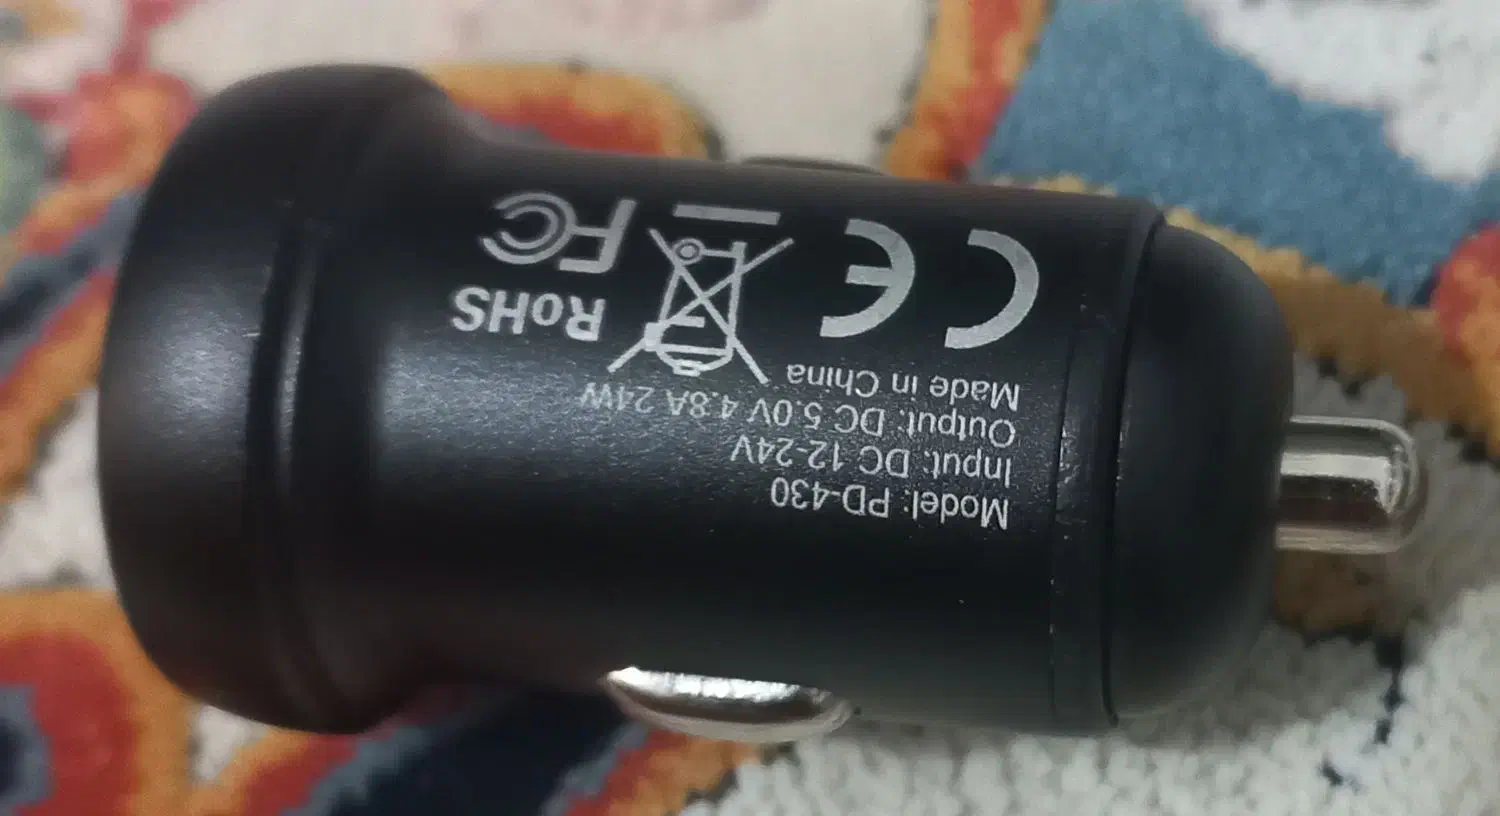 Model: PD-430
Input: DC 12-24V
Output: DC 5.0V 4.8A 24W
Made in China
CE
RoHS
FC